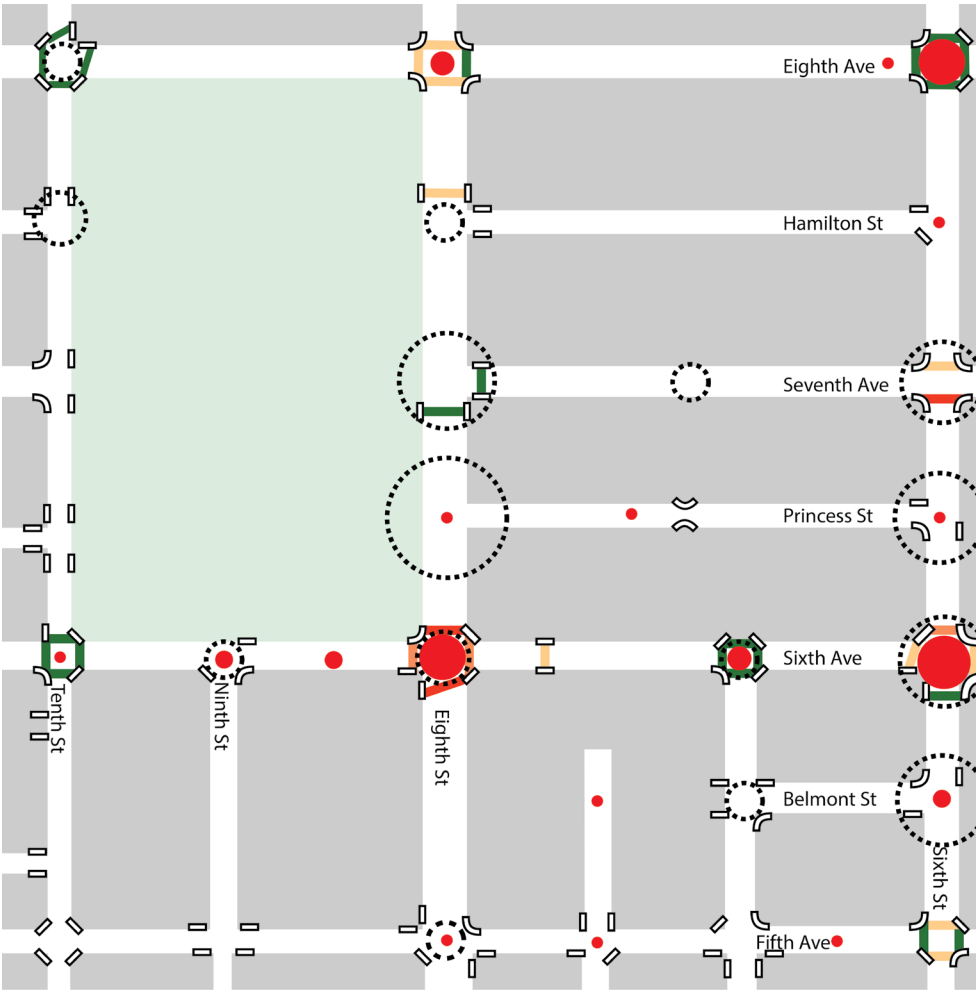 Eighth Ave
Hamilton St
Seventh Ave
Princess St
Sixth Ave
Tenth St
Ninth St
Eighth St
Belmont St
Sixth St
Fifth Ave